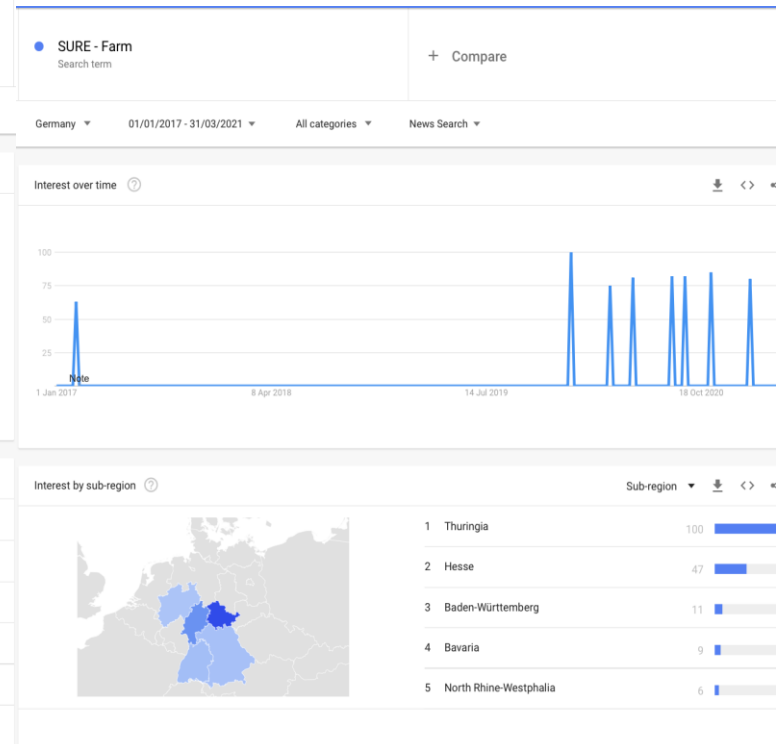 SURE - Farm
Search term
+ Compare
Germany
01/01/2017 - 31/03/2021
All categories
News Search
Interest over time ?
100
75
50
25
Note
1 Jan 2017
8 Apr 2018
14 Jul 2019
18 Oct 2020
Interest by sub-region ?
Sub-region
1 Thuringia 100
2 Hesse 47
3 Baden-Württemberg 11
4 Bavaria 9
5 North Rhine-Westphalia 6